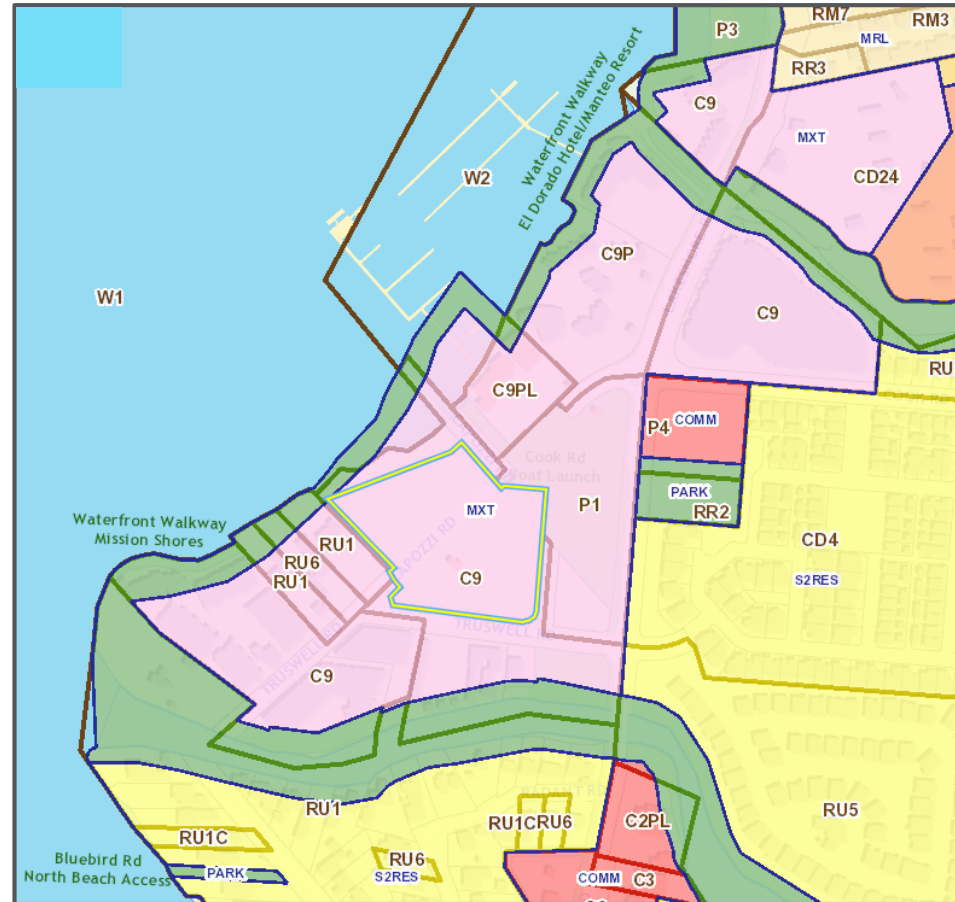 RM7
RM3
P3
MRL
RR3
Waterfront Walkway
El Dorado Hotel/Manteo Resort
C9
MXT
W2
CD24
C9P
W1
C9
RU
C9PL
COMM
P4
Cook Rd
Boat Launch
PARK
RR2
P1
MXT
Waterfront Walkway
Mission Shores
RU1
CD4
RU6
RU1
C9
S2RES
TRUSWELL RD
C9
RU1
RU5
RU1C
RU1C
RU6
C2PL
Bluebird Rd
North Beach Access
PARK
RU6
S2RES
COMM
C3